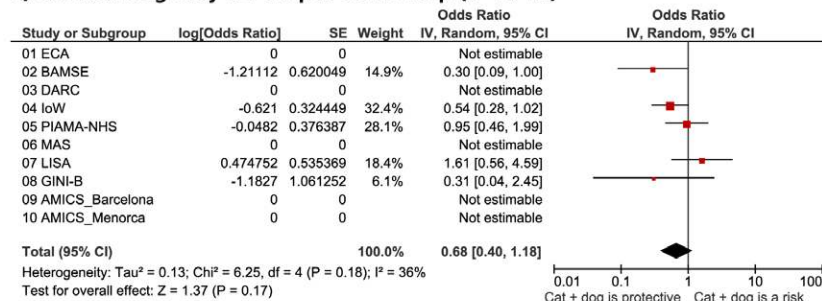 Odds Ratio Odds Ratio
Study or Subgroup log[Odds Ratio] SE Weight IV, Random, 95% CI IV, Random, 95% CI
01 ECA 0 0 Not estimable
02 BAMSE -1.21112 0.620049 14.9% 0.30 [0.09, 1.00]
03 DARC 0 0 Not estimable
04 IoW -0.621 0.324449 32.4% 0.54 [0.28, 1.02]
05 PIAMA-NHS -0.0482 0.376387 28.1% 0.95 [0.46, 1.99]
06 MAS 0 0 Not estimable
07 LISA 0.474752 0.535369 18.4% 1.61 [0.56, 4.59]
08 GINI-B -1.1827 1.061252 6.1% 0.31 [0.04, 2.45]
09 AMICS_Barcelona 0 0 Not estimable
10 AMICS_Menorca 0 0 Not estimable
Total (95% CI) 100.0% 0.68 [0.40, 1.18]
Heterogeneity: Tau² = 0.13; Chi² = 6.25, df = 4 (P = 0.18); I² = 36%
Test for overall effect: Z = 1.37 (P = 0.17)
0.01 0.1 1 10 100
Cat + dog is protective Cat + dog is a risk